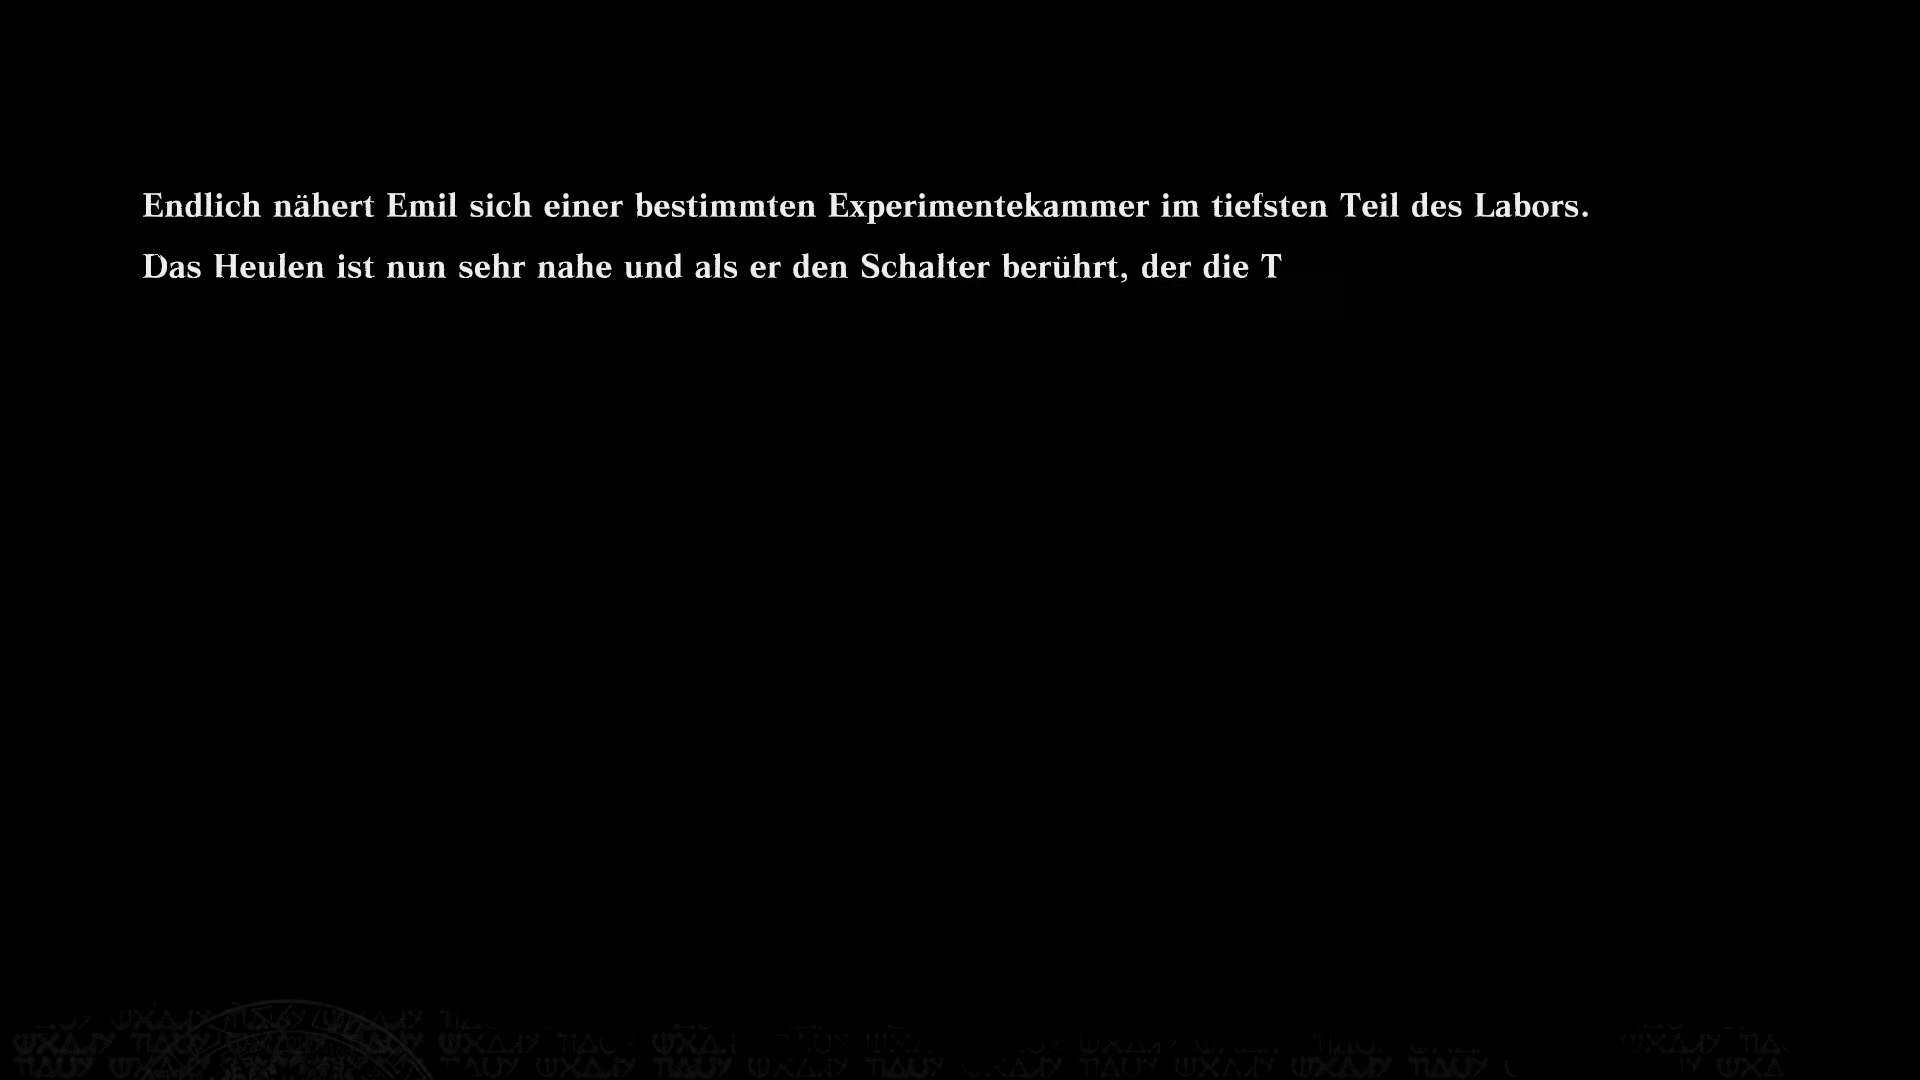 Endlich nähert Emil sich einer bestimmten Experimentekammer im tiefsten Teil des Labors.
Das Heulen ist nun sehr nahe und als er den Schalter berührt, der die T